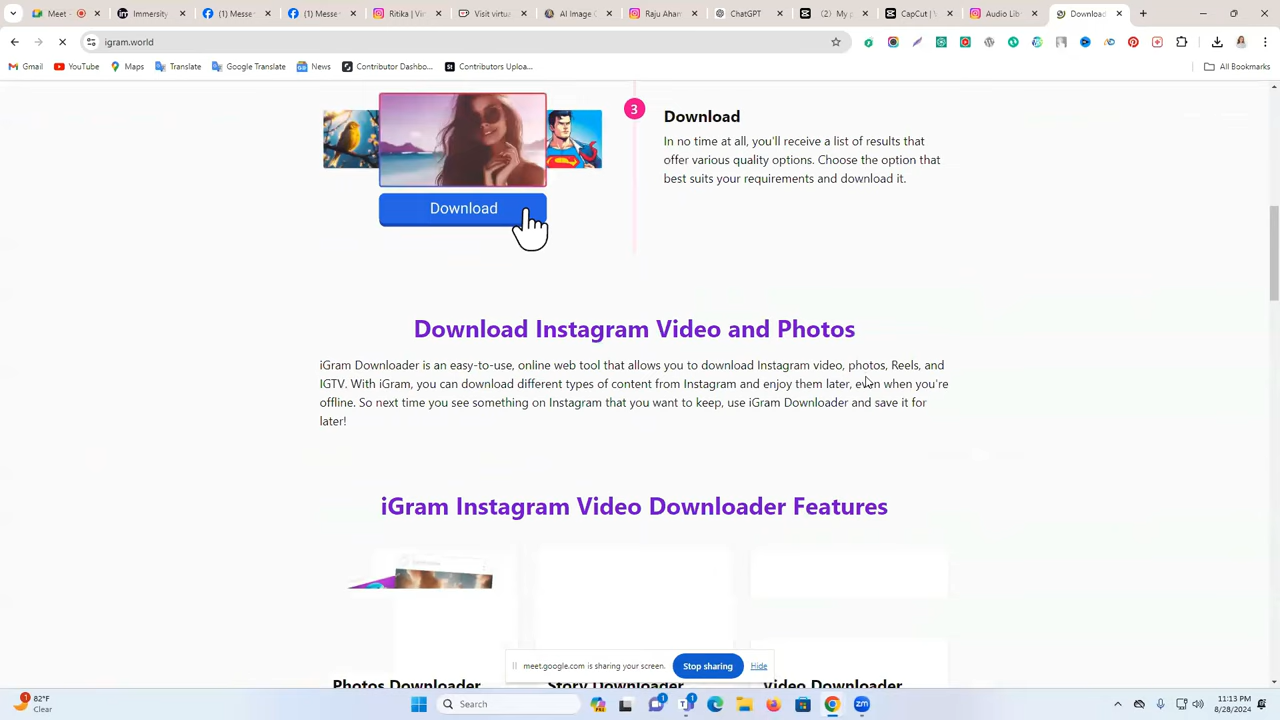 Meet
Immersiv
(3) Messe
(3) Messe
Ritika | Vir
Visit virtu
AI Image G
Raju Ahan
ChatGPT
(2) My
CapCut |
Audio Lib
Download
igram.world
Gmail
YouTube
Maps
Translate
Google Translate
News
Contributor Dashbo...
Contributors Uploa...
All Bookmarks
3
Download
In no time at all, you'll receive a list of results that
offer various quality options. Choose the option that
best suits your requirements and download it.
Download
Download Instagram Video and Photos
iGram Downloader is an easy-to-use, online web tool that allows you to download Instagram video, photos, Reels, and
IGTV. With iGram, you can download different types of content from Instagram and enjoy them later, even when you're
offline. So next time you see something on Instagram that you want to keep, use iGram Downloader and save it for
later!
iGram Instagram Video Downloader Features
meet.google.com is sharing your screen.
Stop sharing
Hide
Photos Downloader
Story Downloader
Video Downloader
1
82°F
Clear
Search
1
1
11:13 PM
8/28/2024